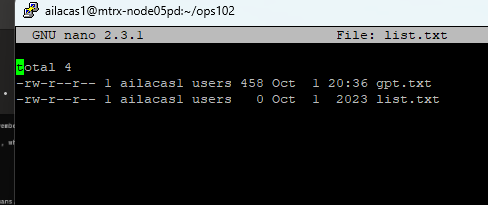 ailacas1@mtrx-node05pd:~/ops102
GNU nano 2.3.1 File: list.txt
total 4
-rw-r--r-- 1 ailacas1 users 458 Oct 1 20:36 gpt.txt
-rw-r--r-- 1 ailacas1 users 0 Oct 1 2023 list.txt